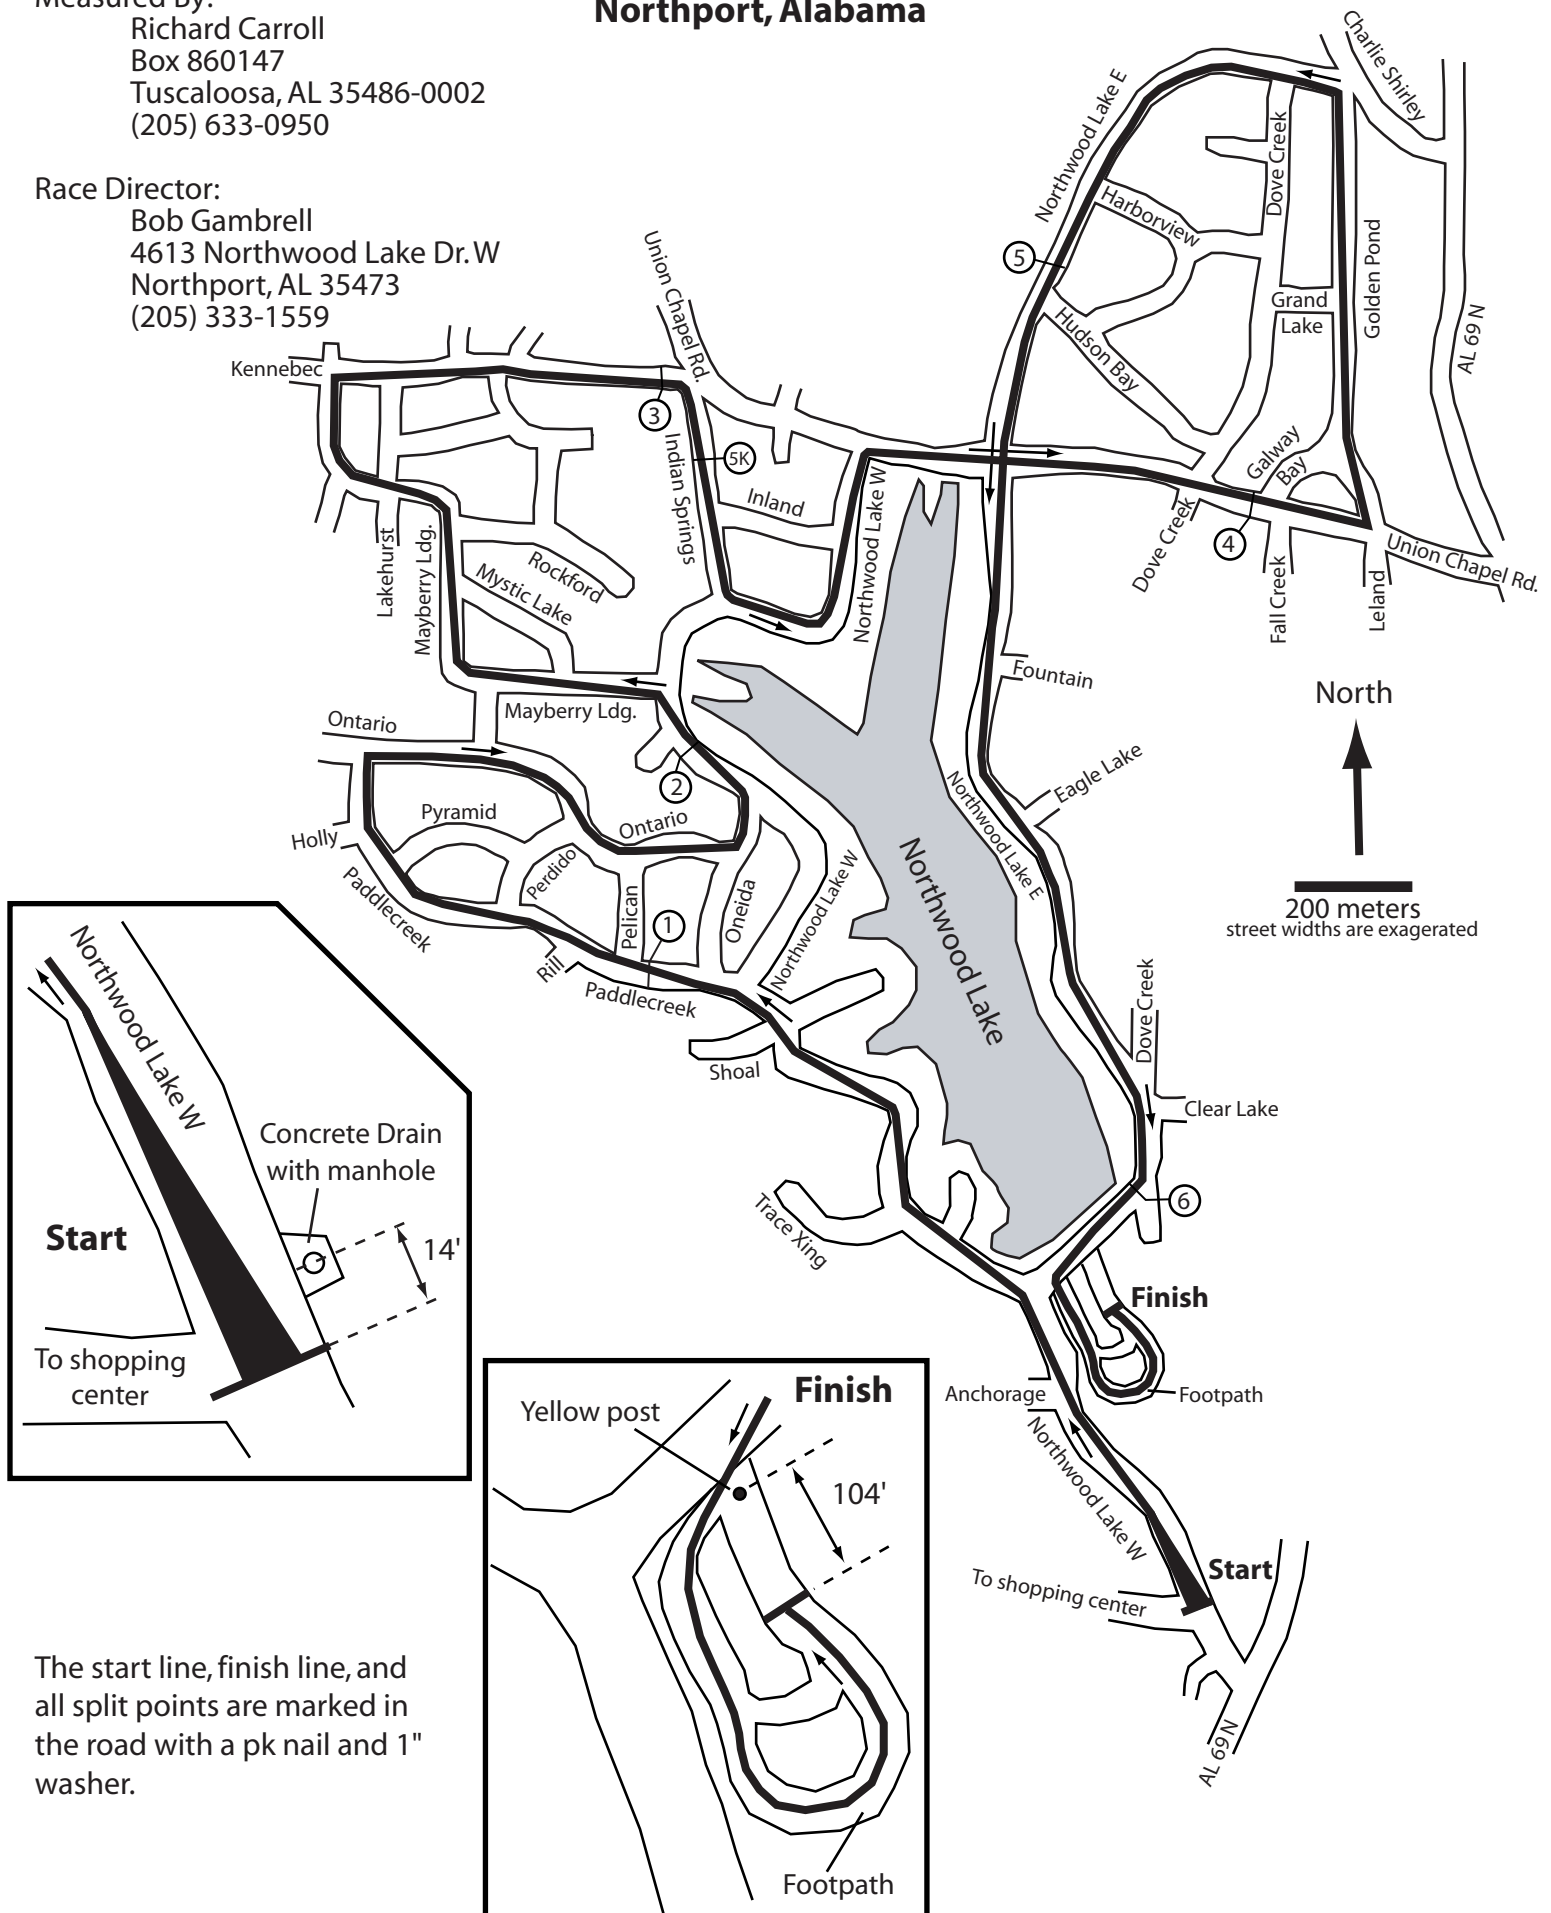 Measured By:
Richard Carroll
Box 860147
Tuscaloosa, AL 35486-0002
(205) 633-0950
Race Director:
Bob Gambrell
4613 Northwood Lake Dr. W
Northport, AL 35473
(205) 333-1559
Northport, Alabama
Charlie Shirley
Northwood Lake E
Dove Creek
Harborview
5
Golden Pond
Grand
Lake
AL 69 N
Hudson Bay
Union Chapel Rd.
Kennebec
3
5K
Indian Springs
Inland
Galway
Bay
Northwood Lake W
Dove Creek
4
Fall Creek
Leland
Union Chapel Rd.
Lakehurst
Mayberry Ldg.
Rockford
Mystic Lake
Fountain
North
Mayberry Ldg.
Ontario
2
Eagle Lake
Northwood Lake E
Pyramid
Ontario
Holly
Perdido
Paddlecreek
Pelican
1
Oneida
Northwood Lake W
Northwood Lake
200 meters
street widths are exagerated
Rill
Paddlecreek
Shoal
Dove Creek
Clear Lake
6
Trace Xing
Finish
Anchorage
Footpath
Northwood Lake W
To shopping center
Start
AL 69 N
Northwood Lake W
Concrete Drain
with manhole
Start
14'
To shopping
center
Finish
Yellow post
104'
Footpath
The start line, finish line, and
all split points are marked in
the road with a pk nail and 1"
washer.